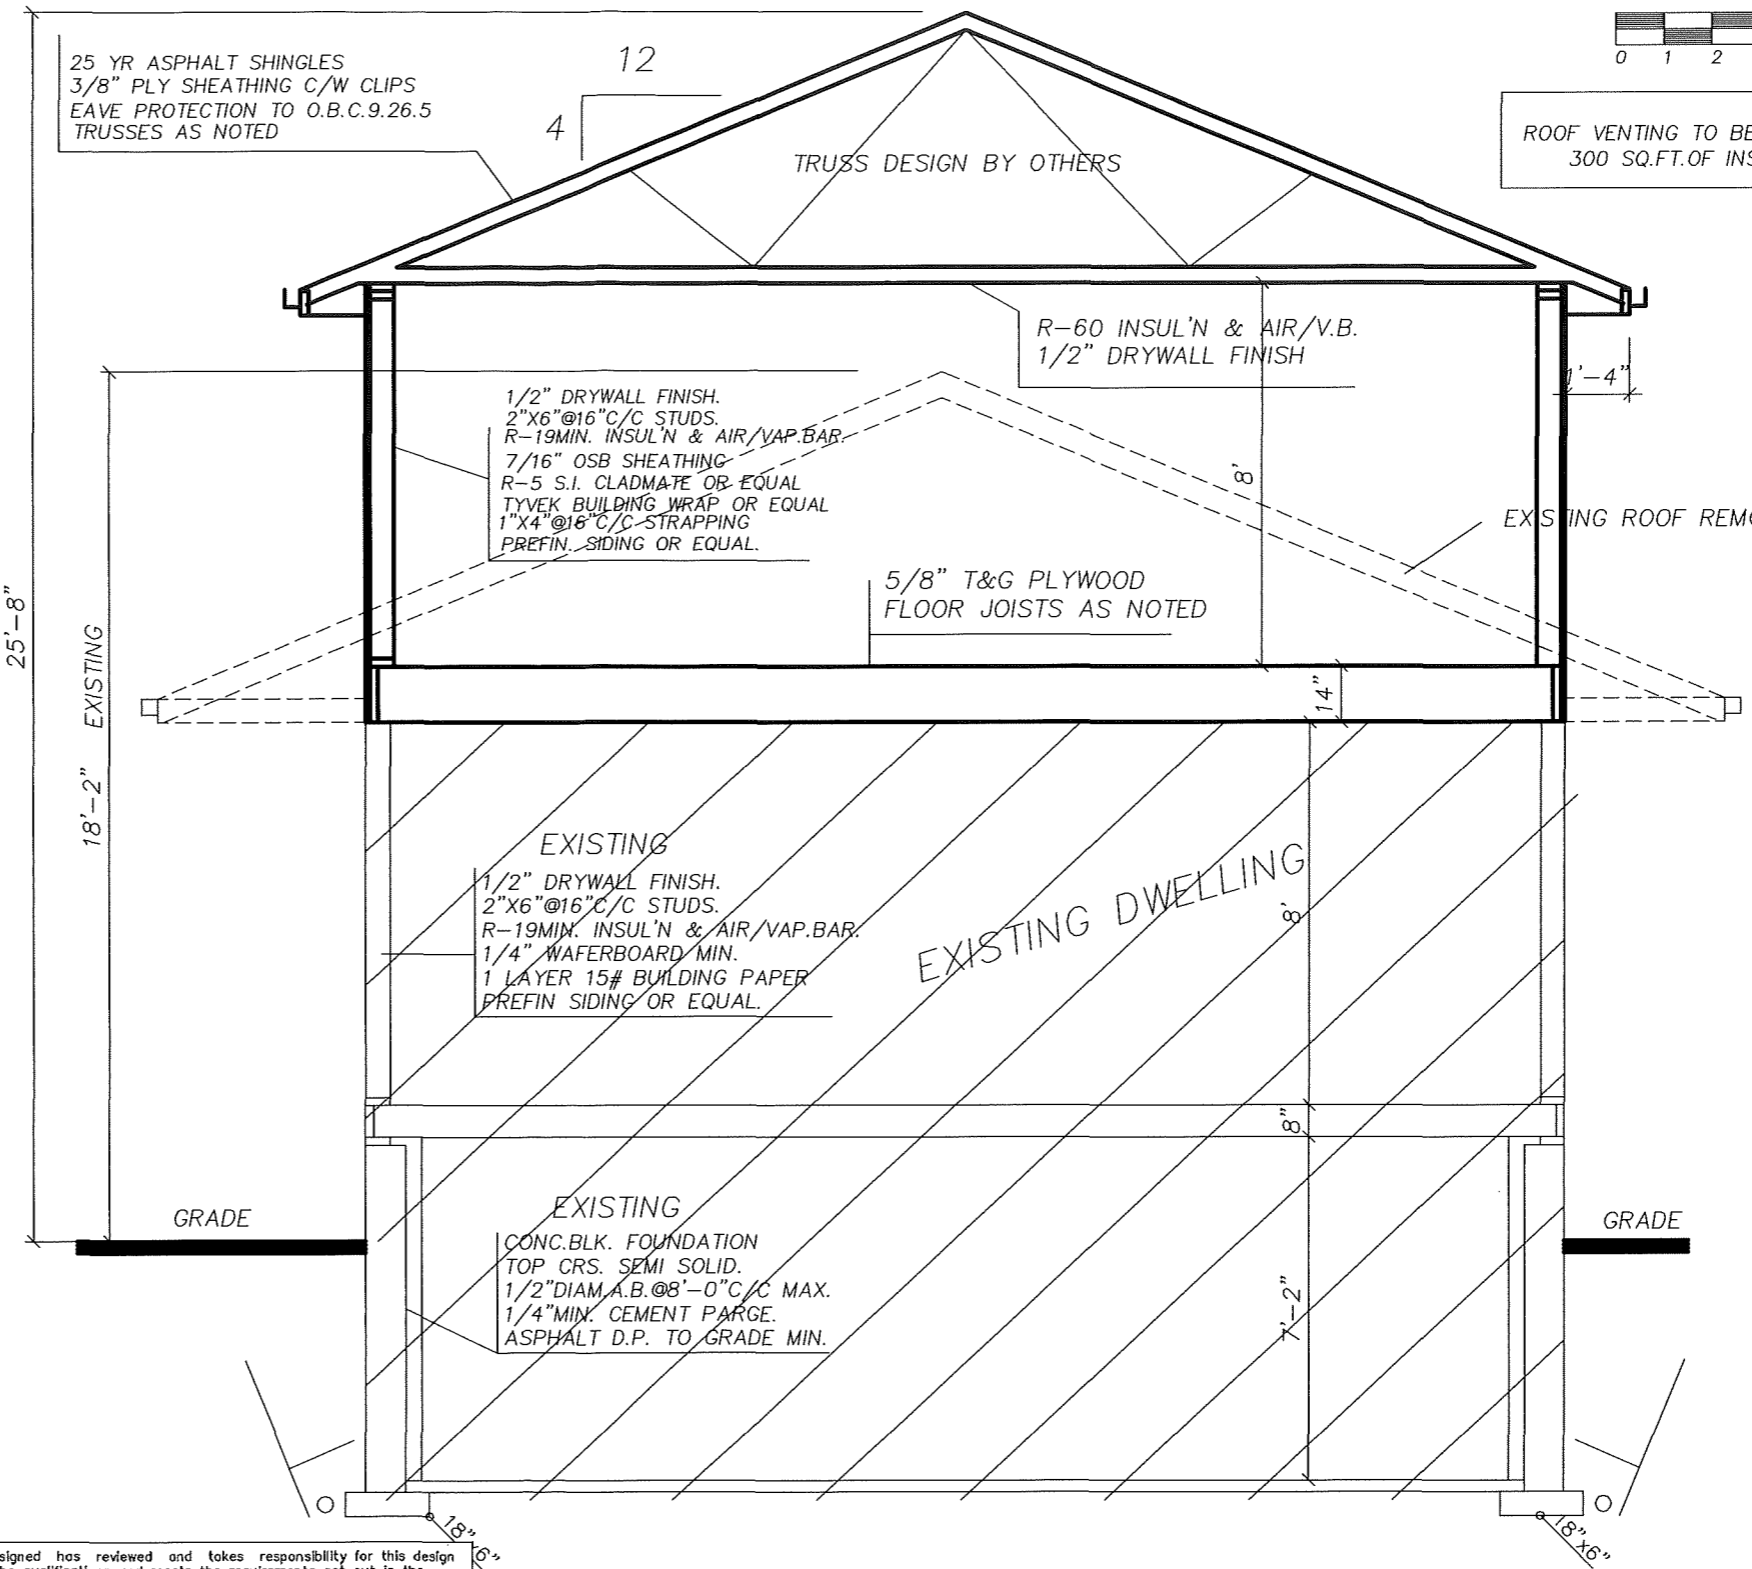 25 YR ASPHALT SHINGLES
3/8" PLY SHEATHING C/W CLIPS
EAVE PROTECTION TO O.B.C.9.26.5
TRUSSES AS NOTED
12
4
TRUSS DESIGN BY OTHERS
0 1 2
ROOF VENTING TO BE
300 SQ.FT.OF
R-60 INSUL'N & AIR/V.B.
1/2" DRYWALL FINISH
1'-4"
1/2" DRYWALL FINISH.
2"X6"@16"C/C STUDS.
R-19MIN. INSUL'N & AIR/VAP.BAR.
7/16" OSB SHEATHING
R-5 S.I. CLADMATE OR EQUAL
TYVEK BUILDING WRAP OR EQUAL
1"X4"@16"C/C STRAPPING
PREFIN. SIDING OR EQUAL.
8'
EXISTING ROOF
5/8" T&G PLYWOOD
FLOOR JOISTS AS NOTED
14"
25'-8"
18'-2" EXISTING
EXISTING
1/2" DRYWALL FINISH.
2"X6"@16"C/C STUDS.
R-19MIN. INSUL'N & AIR/VAP.BAR.
1/4" WAFERBOARD MIN.
1 LAYER 15# BUILDING PAPER
PREFIN SIDING OR EQUAL.
EXISTING DWELLING
8'
8"
GRADE
GRADE
EXISTING
CONC.BLK. FOUNDATION
TOP CRS. SEMI SOLID.
1/2"DIAM.A.B.@8'-0"C/C MAX.
1/4"MIN. CEMENT PARGE.
ASPHALT D.P. TO GRADE MIN.
7'-2"
18"x6"
18"x6"
signed has reviewed and takes responsibility for this design